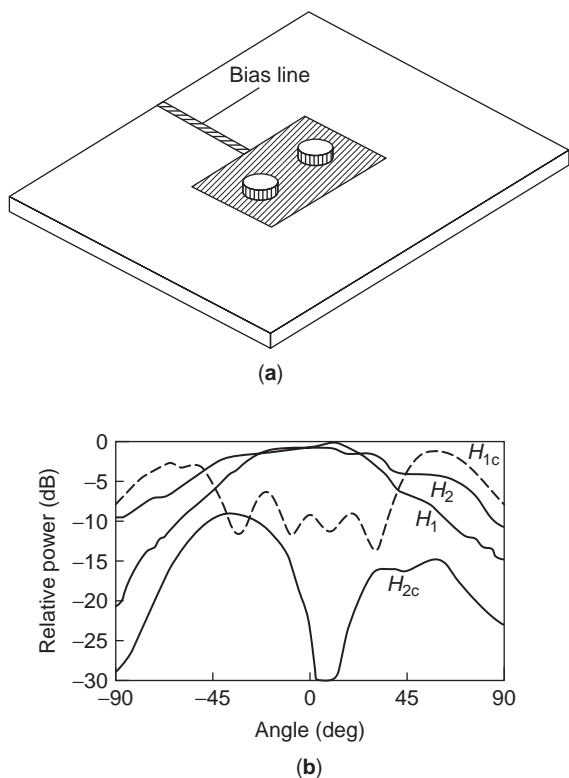 Bias line
(a)
0
–5
–10
–15
–20
–25
–30
Relative power (dB)
H1c
H2
H1
H2c
–90
–45
0
45
90
Angle (deg)
(b)